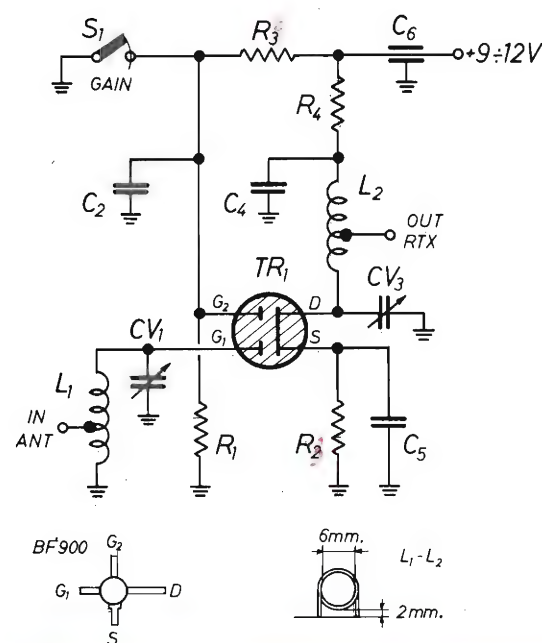 S1
GAIN
R3
C6
+9÷12V
R4
C2
C4
L2
OUT
RTX
TR1
G2
D
CV3
CV1
G1
S
L1
IN
ANT
R1
R2
C5
BF900
G2
G1
D
S
6mm.
L1-L2
2mm.